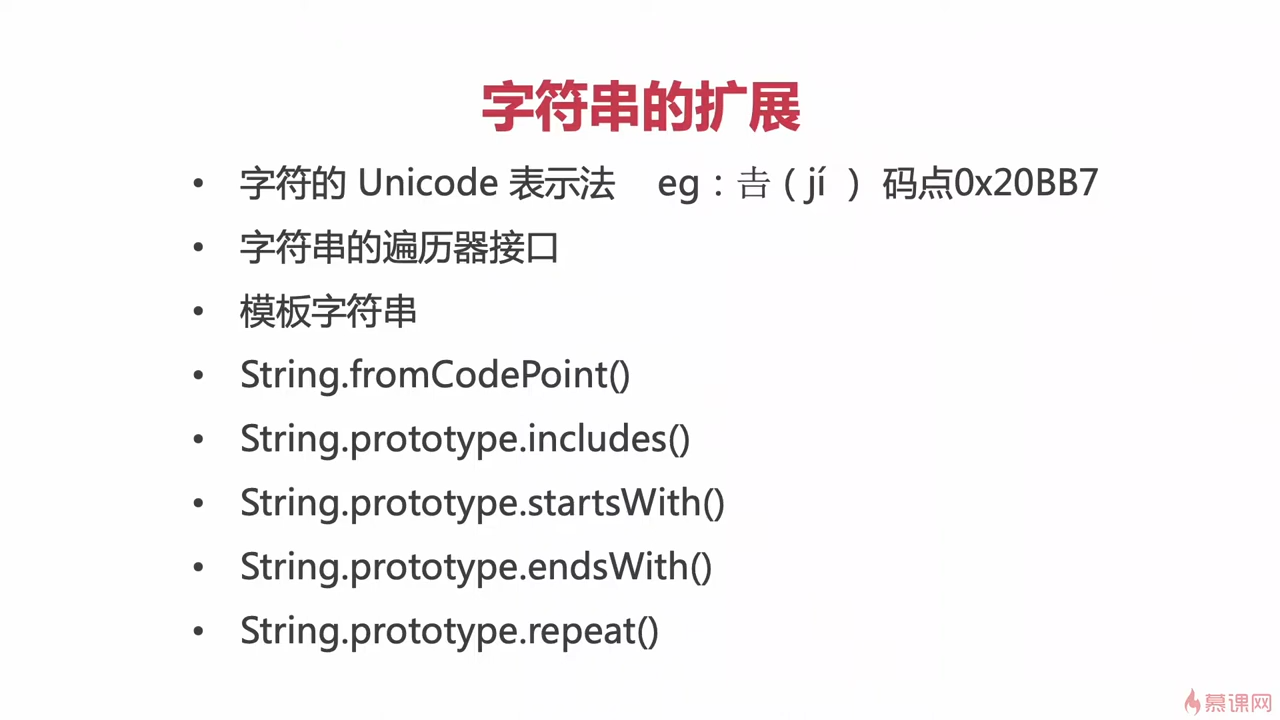 字符串的扩展
• 字符的 Unicode 表示法 eg：𠮷（jí ） 码点0x20BB7
• 字符串的遍历器接口
• 模板字符串
• String.fromCodePoint()
• String.prototype.includes()
• String.prototype.startsWith()
• String.prototype.endsWith()
• String.prototype.repeat()
慕课网